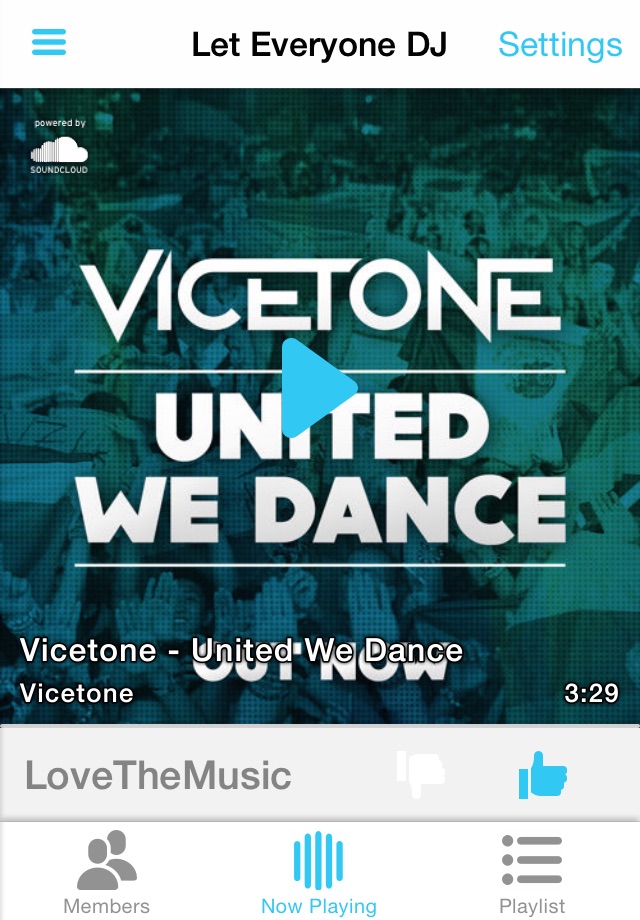 Let Everyone DJ
Settings
powered by
SOUNDCLOUD
VICETONE
UNITED
WE DANCE
OUT NOW
Vicetone - United We Dance
Vicetone
3:29
LoveTheMusic
Members
Now Playing
Playlist